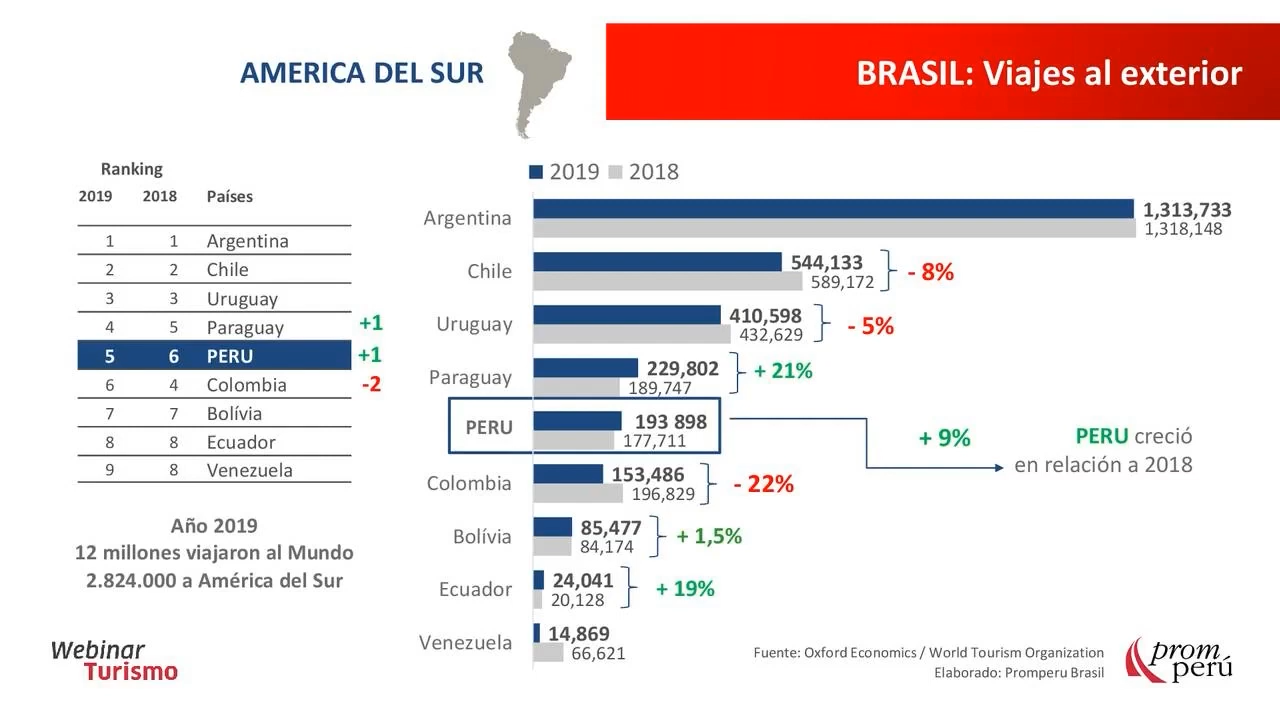 AMERICA DEL SUR
BRASIL: Viajes al exterior
Ranking
2019 2018 Países
1 1 Argentina
2 2 Chile
3 3 Uruguay
4 5 Paraguay +1
5 6 PERU +1
6 4 Colombia -2
7 7 Bolívia
8 8 Ecuador
9 8 Venezuela
Año 2019
12 millones viajaron al Mundo
2.824.000 a América del Sur
2019 2018
Argentina 1,313,733
1,318,148
Chile 544,133
589,172
- 8%
Uruguay 410,598
432,629
- 5%
Paraguay 229,802
189,747
+ 21%
PERU 193 898
177,711
+ 9%
PERU creció
en relación a 2018
Colombia 153,486
196,829
- 22%
Bolívia 85,477
84,174
+ 1,5%
Ecuador 24,041
20,128
+ 19%
Venezuela 14,869
66,621
Webinar
Turismo
Fuente: Oxford Economics / World Tourism Organization
Elaborado: Promperu Brasil
prom
perú